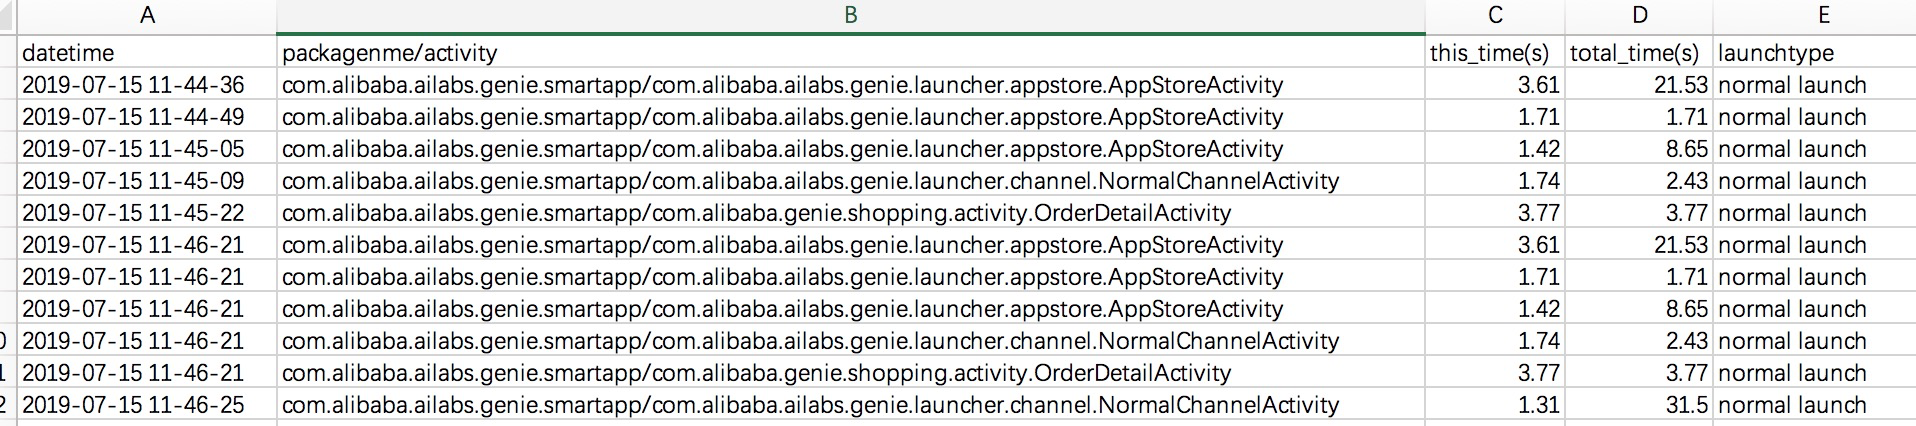 A B C D E
datetime packagenme/activity this_time(s) total_time(s) launchtype
2019-07-15 11-44-36 com.alibaba.ailabs.genie.smartapp/com.alibaba.ailabs.genie.launcher.appstore.AppStoreActivity 3.61 21.53 normal launch
2019-07-15 11-44-49 com.alibaba.ailabs.genie.smartapp/com.alibaba.ailabs.genie.launcher.appstore.AppStoreActivity 1.71 1.71 normal launch
2019-07-15 11-45-05 com.alibaba.ailabs.genie.smartapp/com.alibaba.ailabs.genie.launcher.appstore.AppStoreActivity 1.42 8.65 normal launch
2019-07-15 11-45-09 com.alibaba.ailabs.genie.smartapp/com.alibaba.ailabs.genie.launcher.channel.NormalChannelActivity 1.74 2.43 normal launch
2019-07-15 11-45-22 com.alibaba.ailabs.genie.smartapp/com.alibaba.genie.shopping.activity.OrderDetailActivity 3.77 3.77 normal launch
2019-07-15 11-46-21 com.alibaba.ailabs.genie.smartapp/com.alibaba.ailabs.genie.launcher.appstore.AppStoreActivity 3.61 21.53 normal launch
2019-07-15 11-46-21 com.alibaba.ailabs.genie.smartapp/com.alibaba.ailabs.genie.launcher.appstore.AppStoreActivity 1.71 1.71 normal launch
2019-07-15 11-46-21 com.alibaba.ailabs.genie.smartapp/com.alibaba.ailabs.genie.launcher.appstore.AppStoreActivity 1.42 8.65 normal launch
2019-07-15 11-46-21 com.alibaba.ailabs.genie.smartapp/com.alibaba.ailabs.genie.launcher.channel.NormalChannelActivity 1.74 2.43 normal launch
2019-07-15 11-46-21 com.alibaba.ailabs.genie.smartapp/com.alibaba.genie.shopping.activity.OrderDetailActivity 3.77 3.77 normal launch
2019-07-15 11-46-25 com.alibaba.ailabs.genie.smartapp/com.alibaba.ailabs.genie.launcher.channel.NormalChannelActivity 1.31 31.5 normal launch